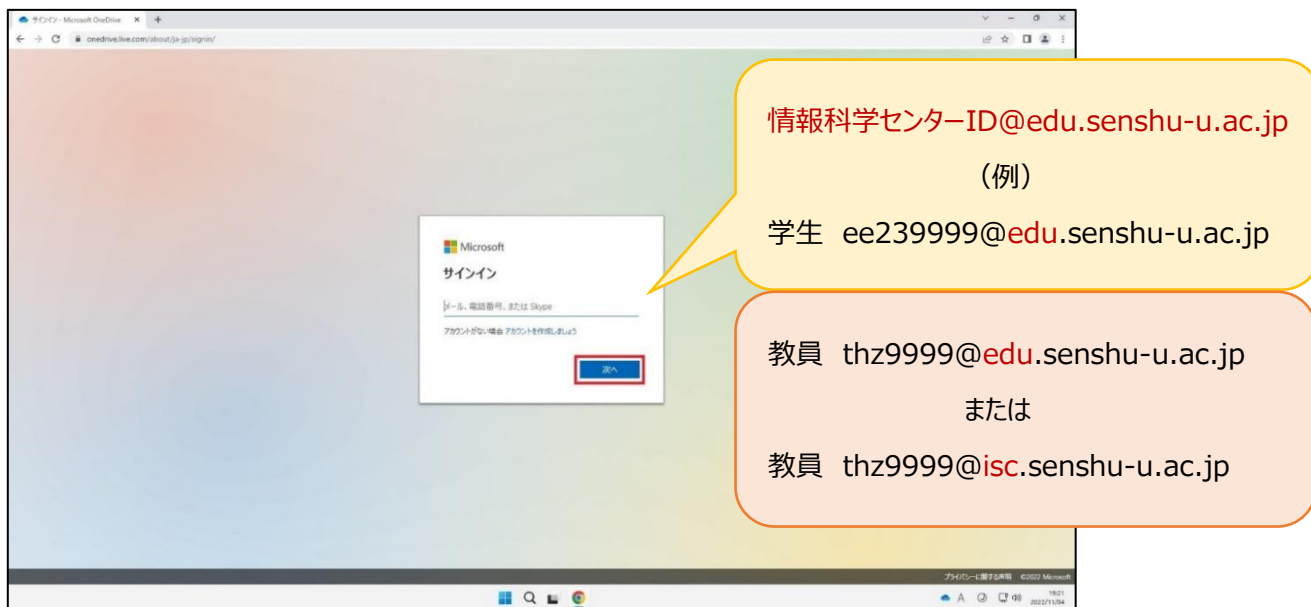 サインイン - Microsoft OneDrive
onedrive.live.com/about/ja-jp/signin/
Microsoft
サインイン
メール、電話番号、または Skype
アカウントがない場合 アカウントを作成しましょう
次へ
情報科学センターID@edu.senshu-u.ac.jp
（例）
学生 ee239999@edu.senshu-u.ac.jp
教員 thz9999@edu.senshu-u.ac.jp
または
教員 thz9999@isc.senshu-u.ac.jp
プライバシーに関する声明 ©2022 Microsoft
A
19:21
2022/11/04